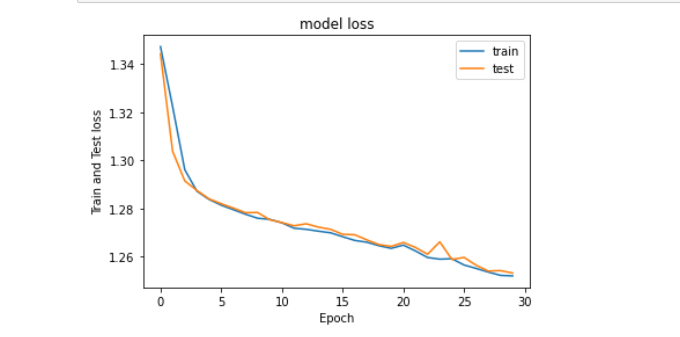 model loss
train
test
1.34
1.32
1.30
1.28
1.26
Train and Test loss
0 5 10 15 20 25 30
Epoch